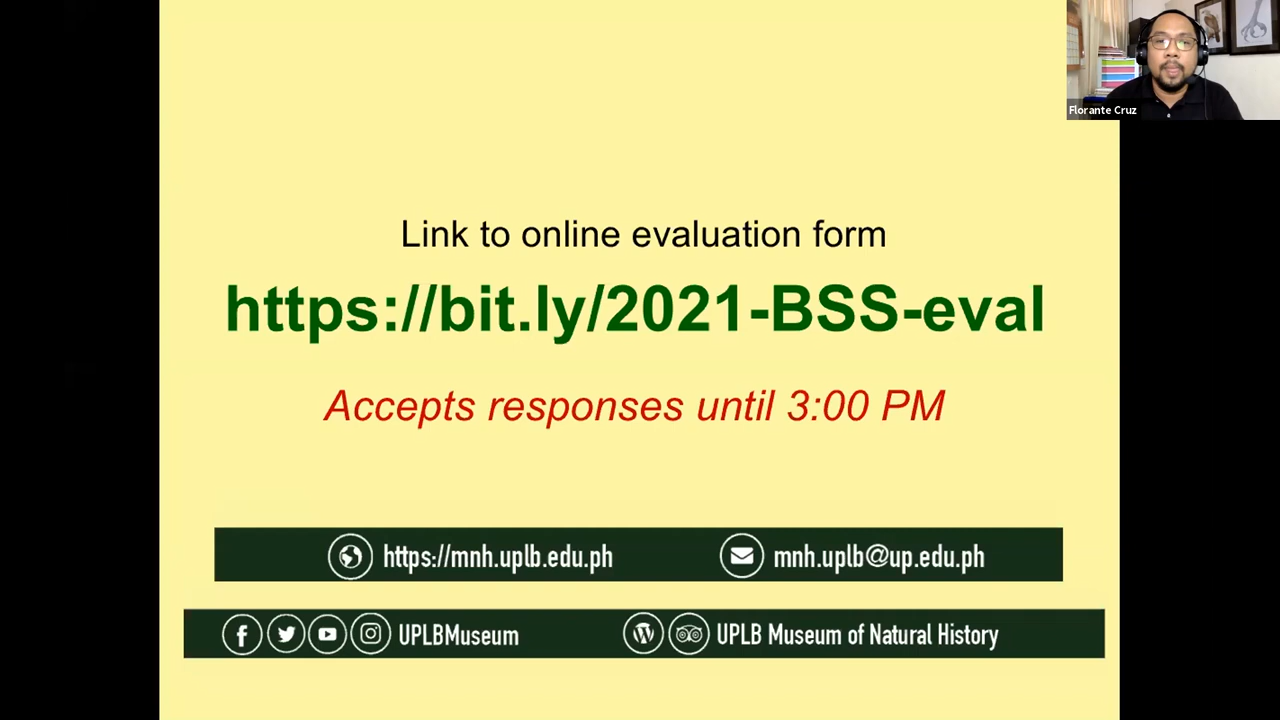 Florante Cruz
Link to online evaluation form
https://bit.ly/2021-BSS-eval
Accepts responses until 3:00 PM
https://mnh.uplb.edu.ph
mnh.uplb@up.edu.ph
UPLBMuseum
UPLB Museum of Natural History